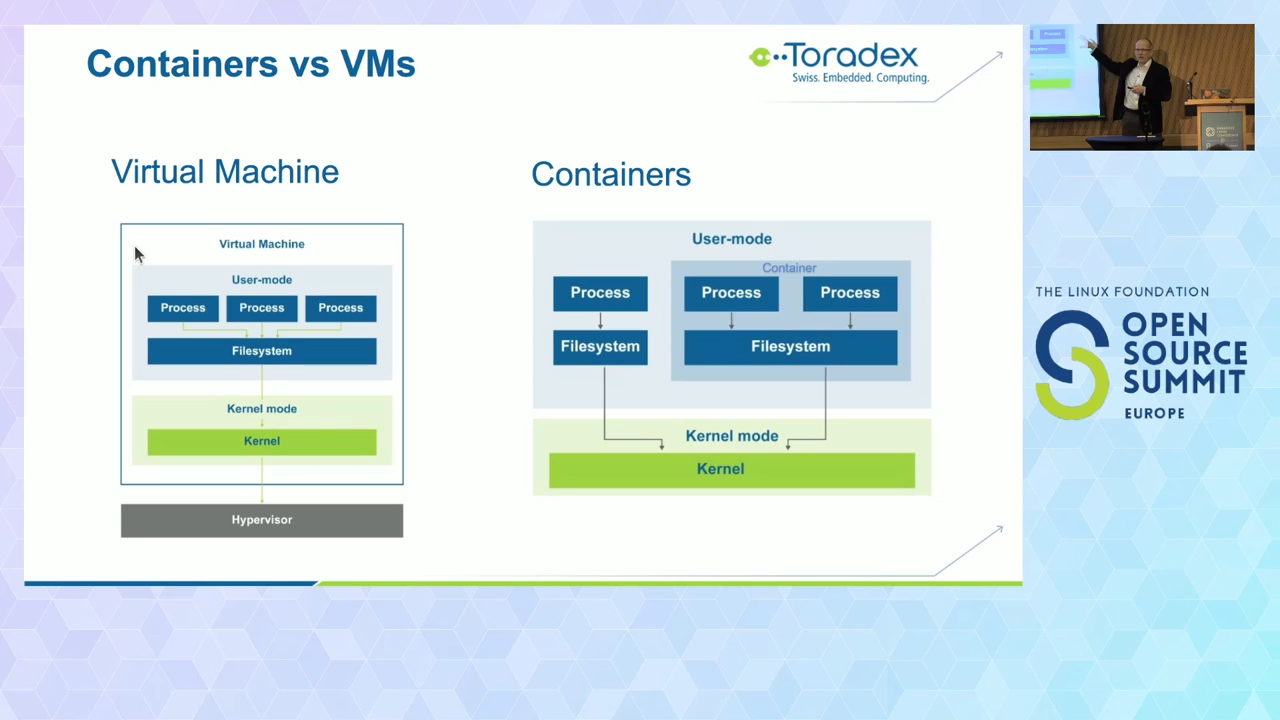 Containers vs VMs
Toradex
Swiss. Embedded. Computing.
Virtual Machine
Virtual Machine
User-mode
Process Process Process
Filesystem
Kernel mode
Kernel
Hypervisor
Containers
User-mode
Container
Process Process Process
Filesystem Filesystem
Kernel mode
Kernel
THE LINUX FOUNDATION
OPEN
SOURCE
SUMMIT
EUROPE